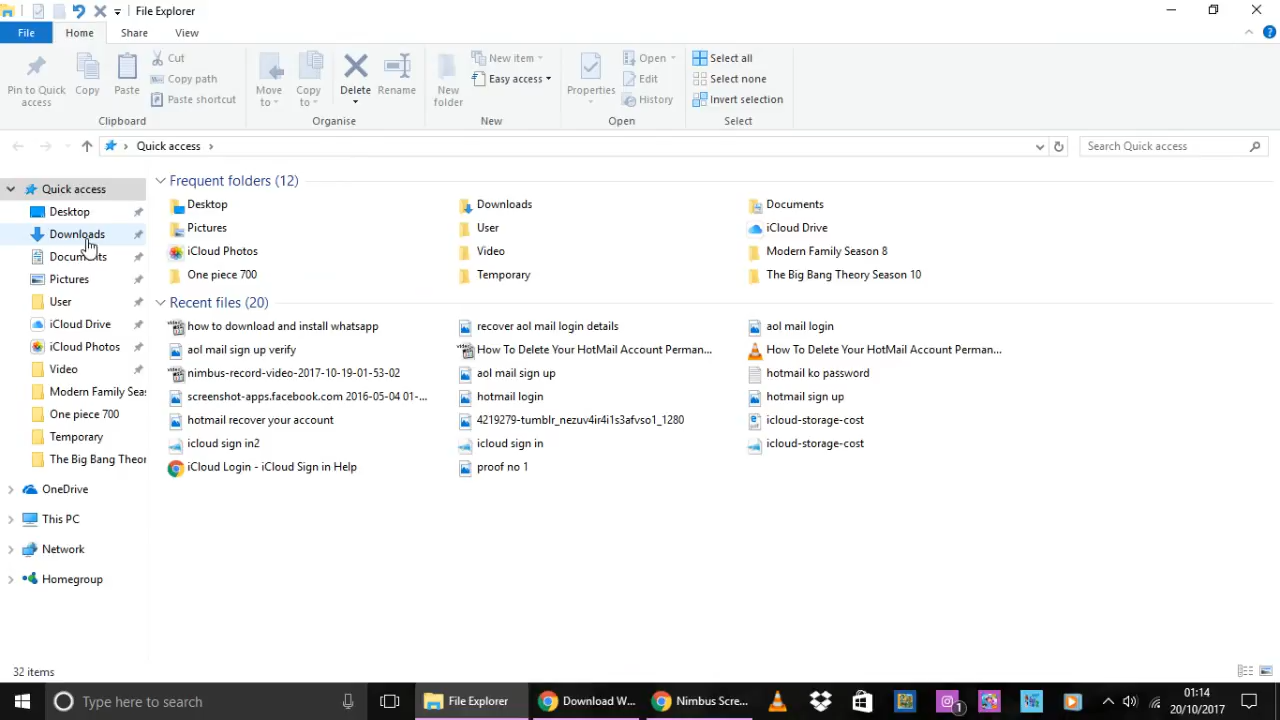 File Explorer
File Home Share View
Pin to Quick access
Copy
Paste
Cut
Copy path
Paste shortcut
Clipboard
Move to
Copy to
Delete
Rename
Organise
New folder
New item
Easy access
New
Properties
Open
Edit
History
Open
Select all
Select none
Invert selection
Select
Quick access
Search Quick access
Quick access
Desktop
Downloads
Documents
Pictures
User
iCloud Drive
iCloud Photos
Video
Modern Family Seas
One piece 700
Temporary
The Big Bang Theor
OneDrive
This PC
Network
Homegroup
Frequent folders (12)
Desktop Downloads Documents
Pictures User iCloud Drive
iCloud Photos Video Modern Family Season 8
One piece 700 Temporary The Big Bang Theory Season 10
Recent files (20)
how to download and install whatsapp recover aol mail login details aol mail login
aol mail sign up verify How To Delete Your HotMail Account Perman... How To Delete Your HotMail Account Perman...
nimbus-record-video-2017-10-19-01-53-02 aol mail sign up hotmail ko password
screenshot-apps.facebook.com 2016-05-04 01-... hotmail login hotmail sign up
hotmail recover your account 4219279-tumblr_nezuv4ir4i1s3afvso1_1280 icloud-storage-cost
icloud sign in2 icloud sign in icloud-storage-cost
iCloud Login - iCloud Sign in Help proof no 1
32 items
Type here to search
File Explorer
Download W...
Nimbus Scre...
1
01:14
20/10/2017